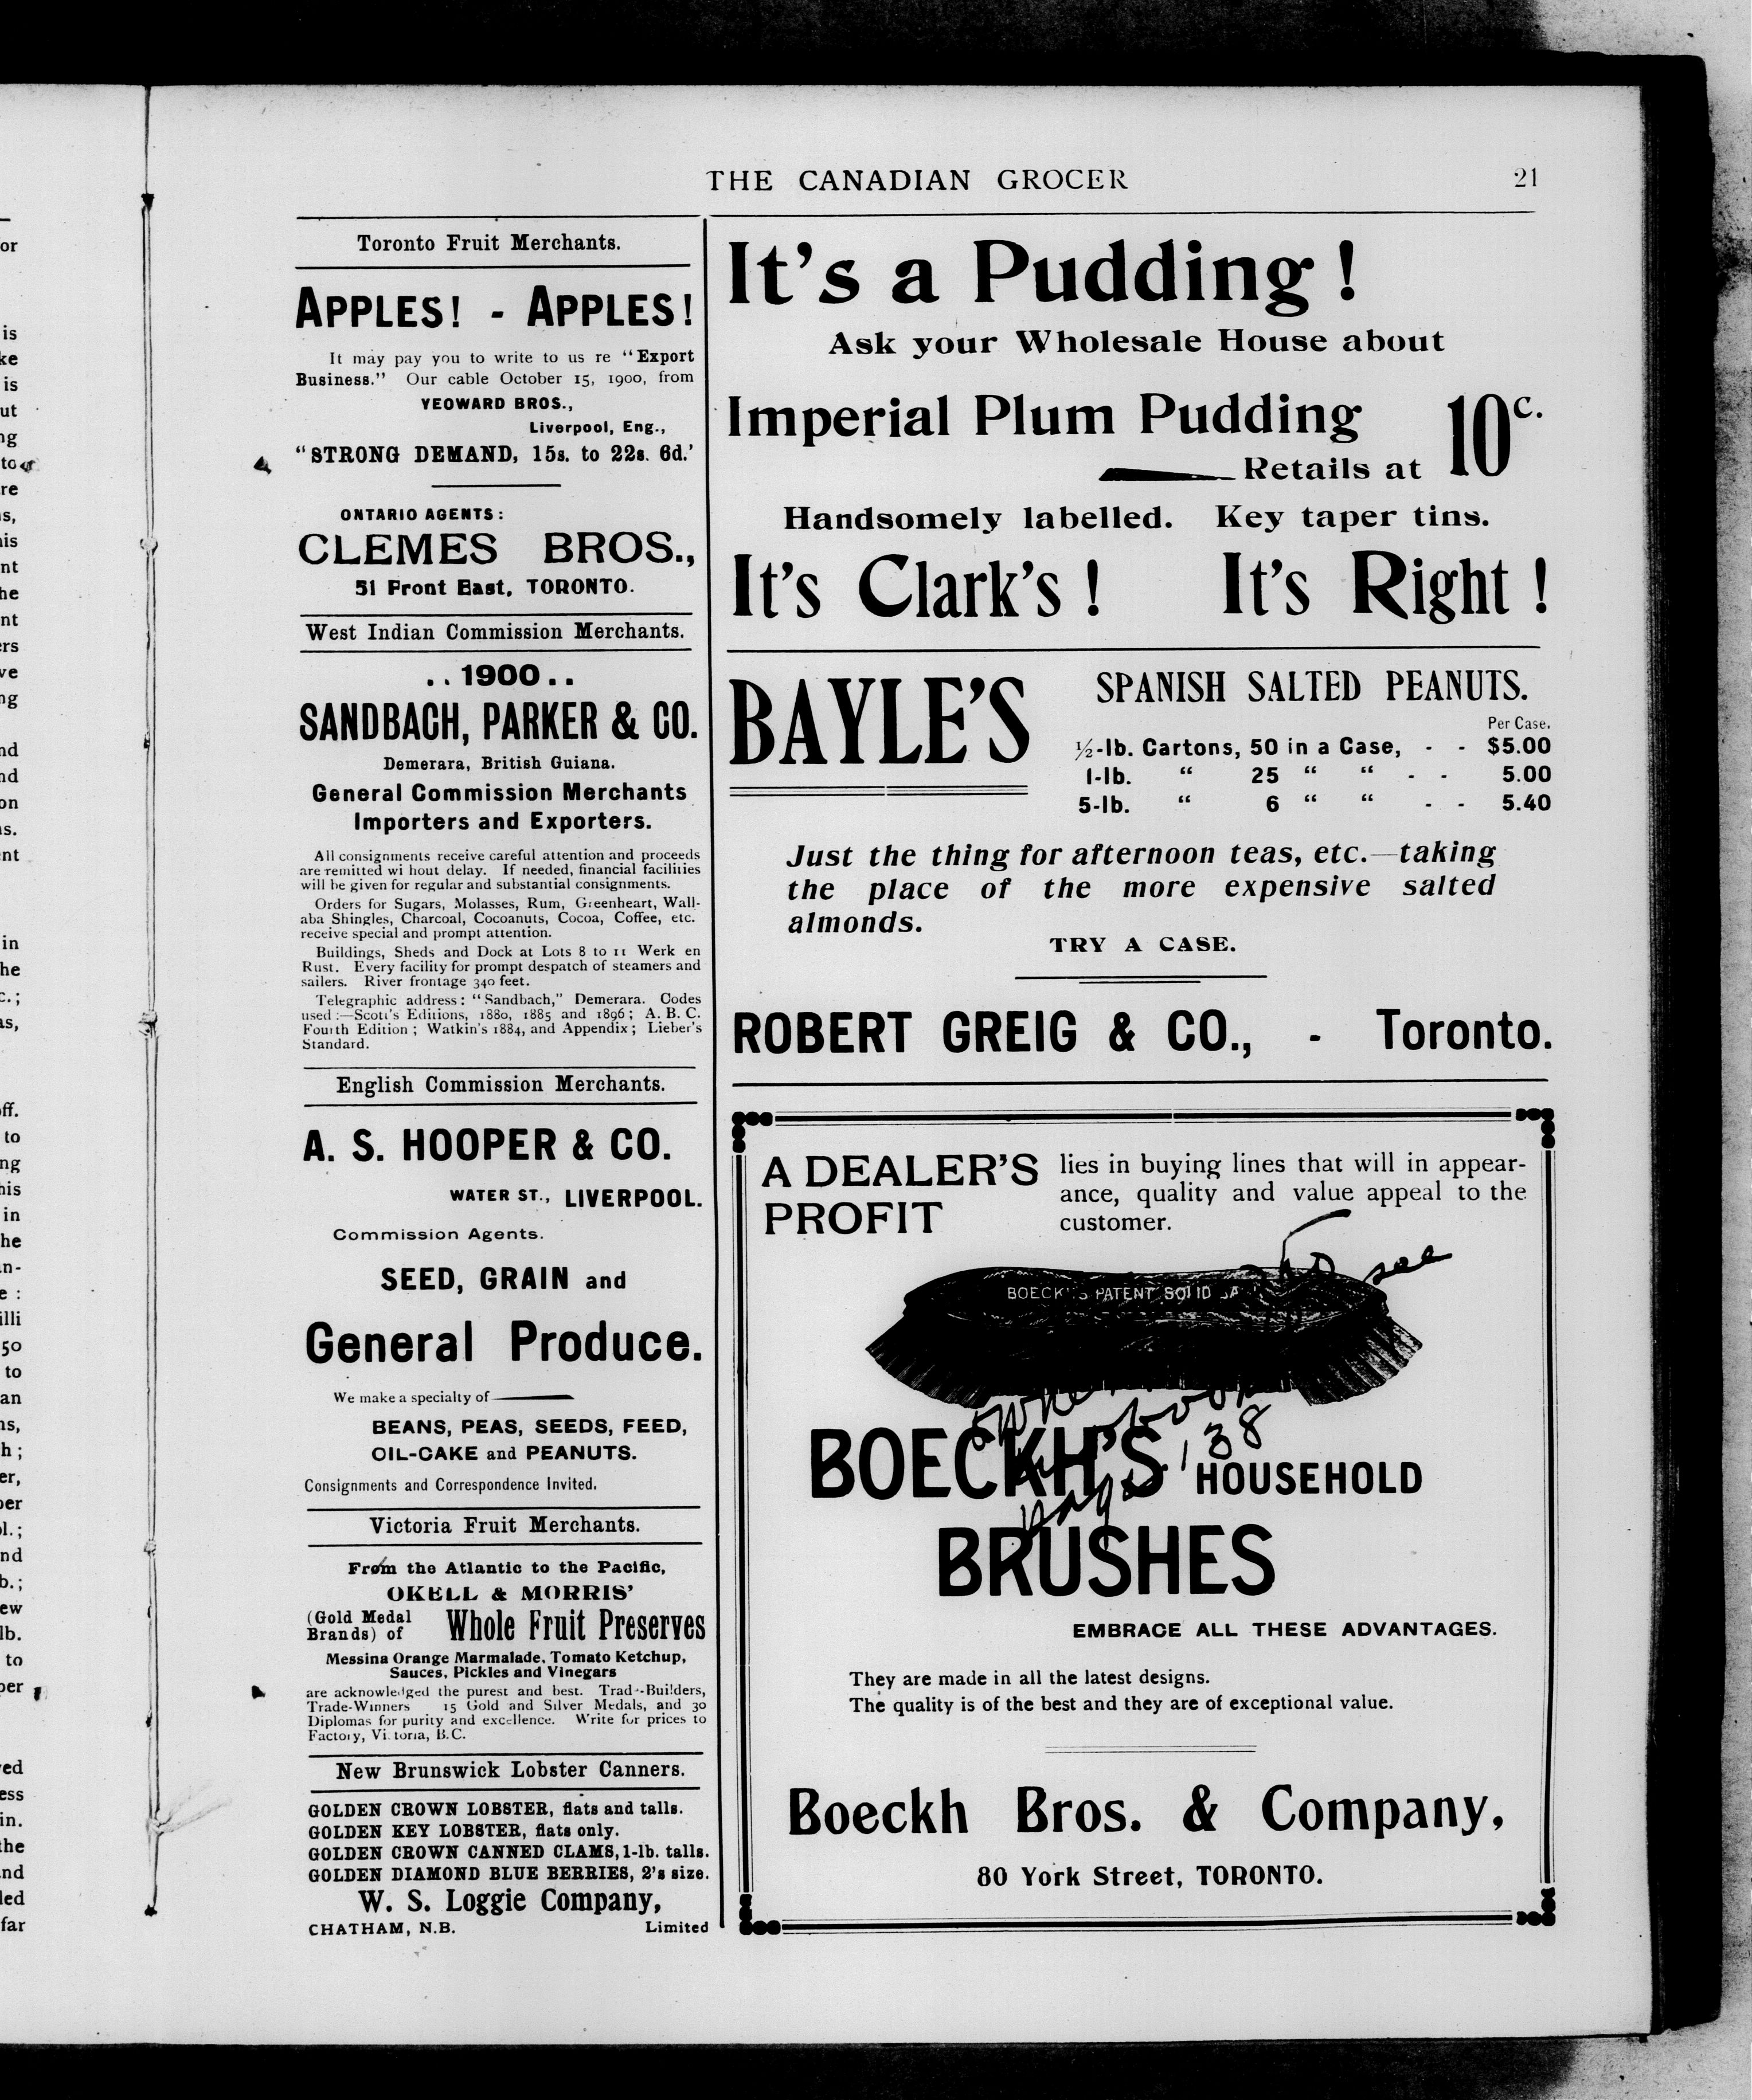 THE CANADIAN GROCER 21
Toronto Fruit Merchants.
APPLES! - APPLES!
It may pay you to write to us re "Export
Business." Our cable October 15, 1900, from
YEOWARD BROS.,
Liverpool, Eng.,
"STRONG DEMAND, 15s. to 22s. 6d.'
ONTARIO AGENTS:
CLEMES BROS.,
51 Front East, TORONTO.
West Indian Commission Merchants.
..1900..
SANDBACH, PARKER & CO.
Demerara, British Guiana.
General Commission Merchants
Importers and Exporters.
All consignments receive careful attention and proceeds
are remitted wi hout delay. If needed, financial facilities
will be given for regular and substantial consignments.
Orders for Sugars, Molasses, Rum, Greenheart, Wall-
aba Shingles, Charcoal, Cocoanuts, Cocoa, Coffee, etc.
receive special and prompt attention.
Buildings, Sheds and Dock at Lots 8 to 11 Werk en
Rust. Every facility for prompt despatch of steamers and
sailers. River frontage 340 feet.
Telegraphic address: "Sandbach," Demerara. Codes
used:—Scott's Editions, 1880, 1885 and 1896; A. B. C.
Fourth Edition; Watkin's 1884, and Appendix; Lieber's
Standard.
English Commission Merchants.
A. S. HOOPER & CO.
WATER ST., LIVERPOOL.
Commission Agents.
SEED, GRAIN and
General Produce.
We make a specialty of
BEANS, PEAS, SEEDS, FEED,
OIL-CAKE and PEANUTS.
Consignments and Correspondence Invited.
Victoria Fruit Merchants.
From the Atlantic to the Pacific,
OKELL & MORRIS'
(Gold Medal Brands) of Whole Fruit Preserves
Messina Orange Marmalade, Tomato Ketchup,
Sauces, Pickles and Vinegars
are acknowledged the purest and best. Trade-Builders,
Trade-Winners 15 Gold and Silver Medals, and 30
Diplomas for purity and excellence. Write for prices to
Factory, Victoria, B.C.
New Brunswick Lobster Canners.
GOLDEN CROWN LOBSTER, flats and talls.
GOLDEN KEY LOBSTER, flats only.
GOLDEN CROWN CANNED CLAMS, 1-lb. talls.
GOLDEN DIAMOND BLUE BERRIES, 2's size.
W. S. Loggie Company,
CHATHAM, N.B. Limited
It's a Pudding!
Ask your Wholesale House about
Imperial Plum Pudding 10c.
Retails at
Handsomely labelled. Key taper tins.
It's Clark's! It's Right!
BAYLE'S
SPANISH SALTED PEANUTS.
Per Case.
½-lb. Cartons, 50 in a Case, - - $5.00
1-lb. " 25 " " - - 5.00
5-lb. " 6 " " - - 5.40
Just the thing for afternoon teas, etc.—taking
the place of the more expensive salted
almonds.
TRY A CASE.
ROBERT GREIG & CO., - Toronto.
A DEALER'S PROFIT
lies in buying lines that will in appear-
ance, quality and value appeal to the
customer.
see
BOECKH'S PATENT SOLID
138
BOECKH'S HOUSEHOLD
page
BRUSHES
EMBRACE ALL THESE ADVANTAGES.
They are made in all the latest designs.
The quality is of the best and they are of exceptional value.
Boeckh Bros. & Company,
80 York Street, TORONTO.